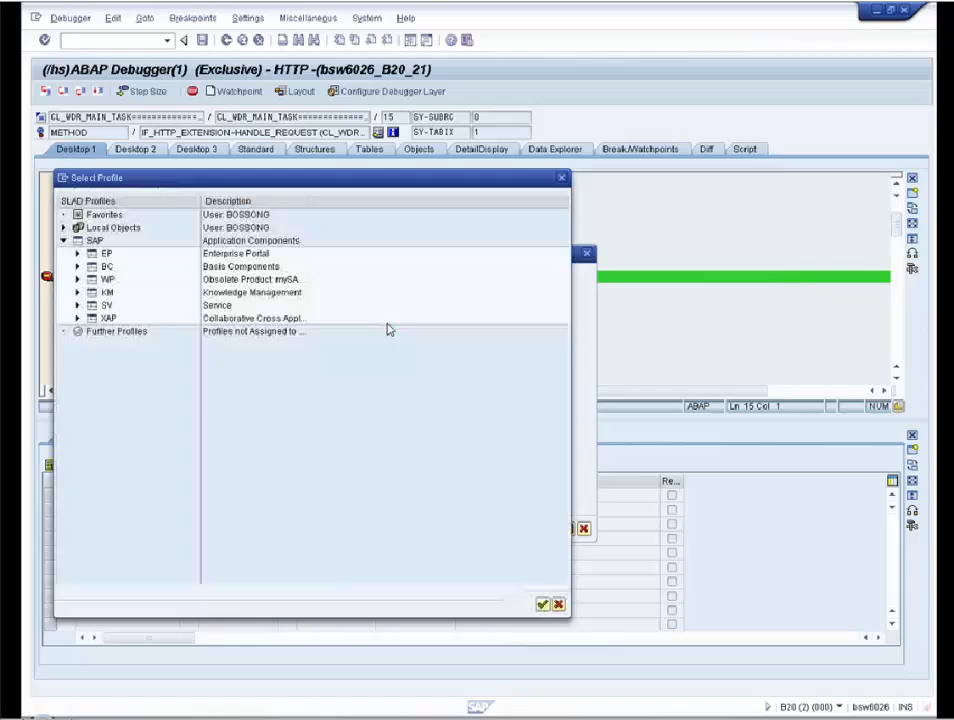 Debugger Edit Goto Breakpoints Settings Miscellaneous System Help
(/hs)ABAP Debugger(1) (Exclusive) - HTTP -(bsw6026_B20_21)
Step Size Watchpoint Layout Configure Debugger Layer
CL_WDR_MAIN_TASK=============... / CL_WDR_MAIN_TASK=============... / 15 SY-SUBRC 0
METHOD / IF_HTTP_EXTENSION~HANDLE_REQUEST (CL_WDR... SY-TABIX 1
Desktop 1 Desktop 2 Desktop 3 Standard Structures Tables Objects DetailDisplay Data Explorer Break./Watchpoints Diff Script
Select Profile
SLAD Profiles Description
Favorites User: BOSSONG
Local Objects User: BOSSONG
SAP Application Components
EP Enterprise Portal
BC Basis Components
WP Obsolete Product: mySA...
KM Knowledge Management
SV Service
XAP Collaborative Cross Appl...
Further Profiles Profiles not Assigned to ...
ABAP Ln 15 Col 1 NUM
Re...
SAP B20 (2) (000) bsw6026 INS